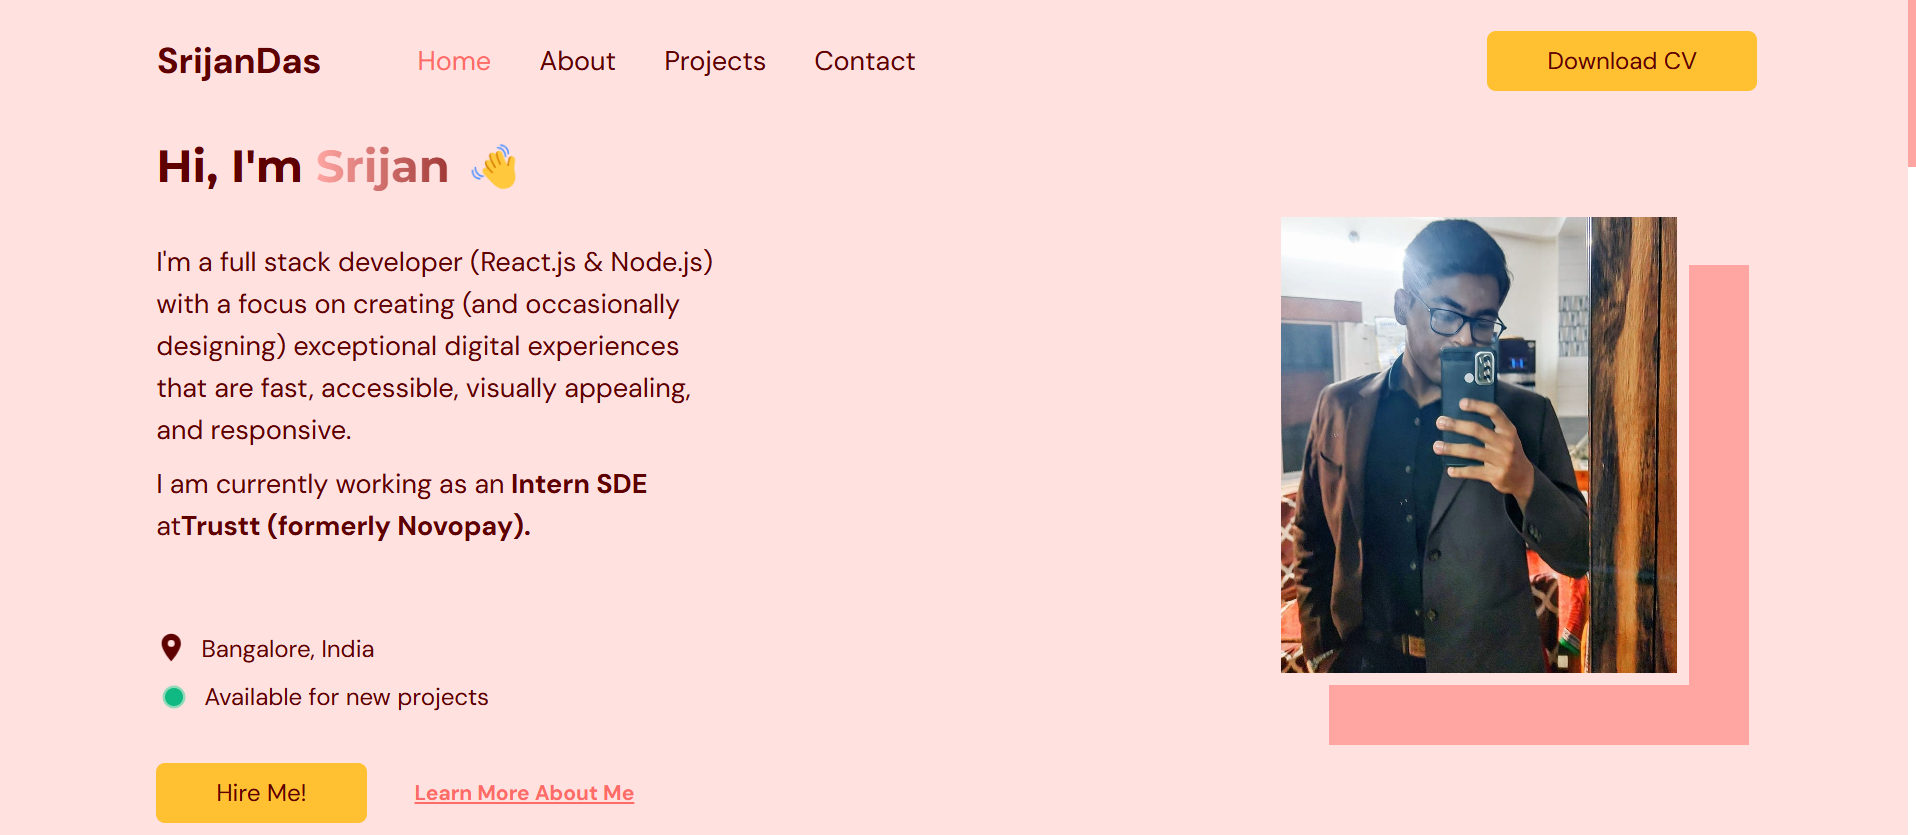 SrijanDas
Home
About
Projects
Contact
Download CV
Hi, I'm Srijan
I'm a full stack developer (React.js & Node.js)
with a focus on creating (and occasionally
designing) exceptional digital experiences
that are fast, accessible, visually appealing,
and responsive.
I am currently working as an Intern SDE
atTrustt (formerly Novopay).
Bangalore, India
Available for new projects
Hire Me!
Learn More About Me